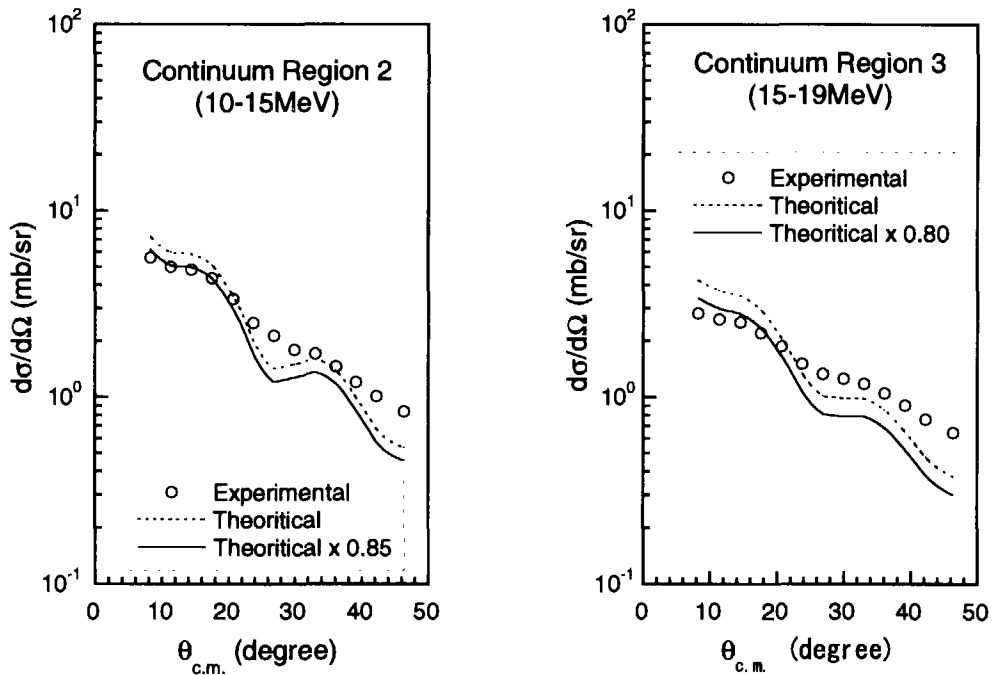 10²
10¹
10⁰
10⁻¹
dσ/dΩ (mb/sr)
Continuum Region 2
(10-15MeV)
Experimental
Theoritical
Theoritical x 0.85
0 10 20 30 40 50
θc.m. (degree)
10²
10¹
10⁰
10⁻¹
dσ/dΩ (mb/sr)
Continuum Region 3
(15-19MeV)
Experimental
Theoritical
Theoritical x 0.80
0 10 20 30 40 50
θc.m. (degree)